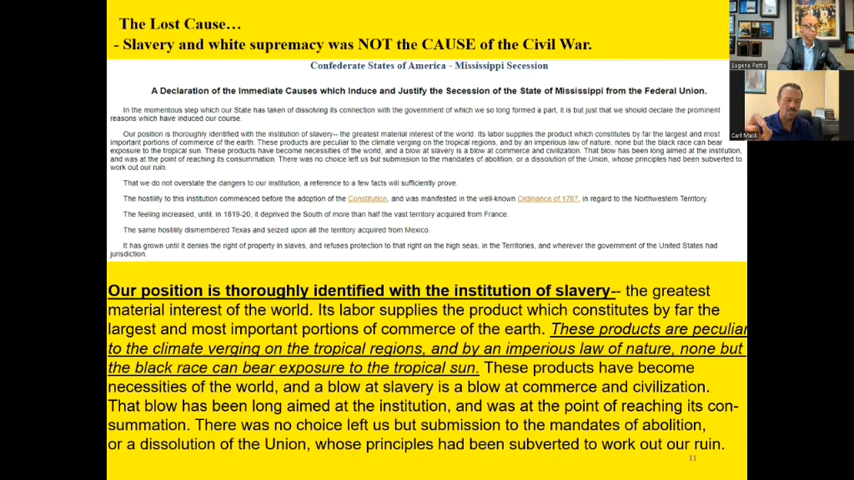 The Lost Cause…
- Slavery and white supremacy was NOT the CAUSE of the Civil War.
Confederate States of America - Mississippi Secession
A Declaration of the Immediate Causes which Induce and Justify the Secession of the State of Mississippi from the Federal Union.
In the momentous step which our State has taken of dissolving its connection with the government of which we so long formed a part, it is but just that we should declare the prominent
reasons which have induced our course.
Our position is thoroughly identified with the institution of slavery-- the greatest material interest of the world. Its labor supplies the product which constitutes by far the largest and most
important portions of commerce of the earth. These products are peculiar to the climate verging on the tropical regions, and by an imperious law of nature, none but the black race can bear
exposure to the tropical sun. These products have become necessities of the world, and a blow at slavery is a blow at commerce and civilization. That blow has been long aimed at the institution,
and was at the point of reaching its consummation. There was no choice left us but submission to the mandates of abolition, or a dissolution of the Union, whose principles had been subverted to
work out our ruin.
That we do not overstate the dangers to our institution, a reference to a few facts will sufficiently prove.
The hostility to this institution commenced before the adoption of the Constitution, and was manifested in the well-known Ordinance of 1787, in regard to the Northwestern Territory.
The feeling increased, until, in 1819-20, it deprived the South of more than half the vast territory acquired from France.
The same hostility dismembered Texas and seized upon all the territory acquired from Mexico.
It has grown until it denies the right of property in slaves, and refuses protection to that right on the high seas, in the Territories, and wherever the government of the United States had
jurisdiction.
Our position is thoroughly identified with the institution of slavery-- the greatest
material interest of the world. Its labor supplies the product which constitutes by far the
largest and most important portions of commerce of the earth. These products are peculiar
to the climate verging on the tropical regions, and by an imperious law of nature, none but
the black race can bear exposure to the tropical sun. These products have become
necessities of the world, and a blow at slavery is a blow at commerce and civilization.
That blow has been long aimed at the institution, and was at the point of reaching its con-
summation. There was no choice left us but submission to the mandates of abolition,
or a dissolution of the Union, whose principles had been subverted to work out our ruin.
11
Eugene Petts
Carl Mack